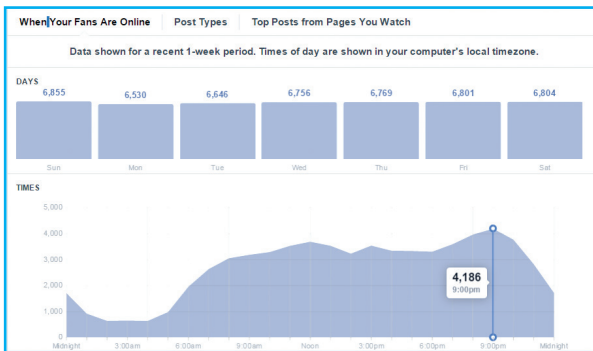 When Your Fans Are Online Post Types Top Posts from Pages You Watch
Data shown for a recent 1-week period. Times of day are shown in your computer's local timezone.
DAYS
6,855 6,530 6,646 6,756 6,769 6,801 6,804
Sun Mon Tue Wed Thu Fri Sat
TIMES
5,000
4,000
3,000
2,000
1,000
0
4,186
9:00pm
Midnight 3:00am 6:00am 9:00am Noon 3:00pm 6:00pm 9:00pm Midnight